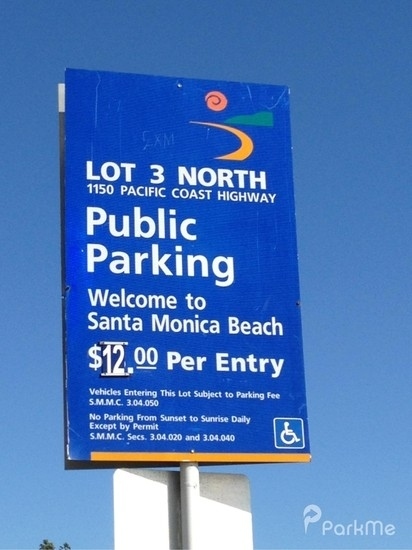 LOT 3 NORTH
1150 PACIFIC COAST HIGHWAY
Public
Parking
Welcome to
Santa Monica Beach
$12.00 Per Entry
Vehicles Entering This Lot Subject to Parking Fee
S.M.M.C. 3.04.050
No Parking From Sunset to Sunrise Daily
Except by Permit
S.M.M.C. Secs. 3.04.020 and 3.04.040
ParkMe